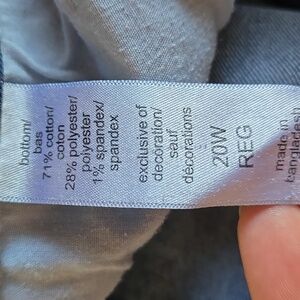 bottom/
bas
71% cotton/
coton
28% polyester/
polyester
1% spandex/
spandex
exclusive of
decoration/
sauf
décorations
20W
REG
made in
bangladesh/